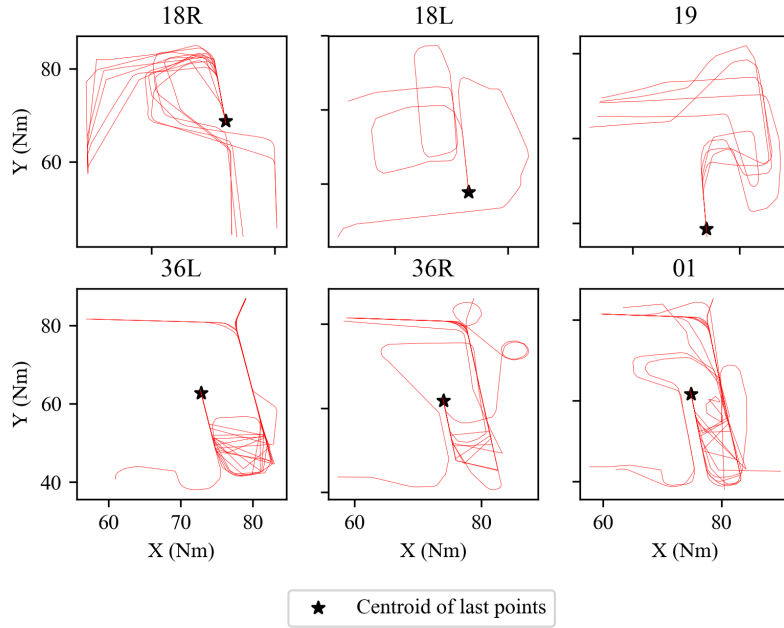 18R 18L 19
80
60
Y (Nm)
36L 36R 01
80
60
40
Y (Nm)
60 70 80 60 80 60 80
X (Nm) X (Nm) X (Nm)
Centroid of last points